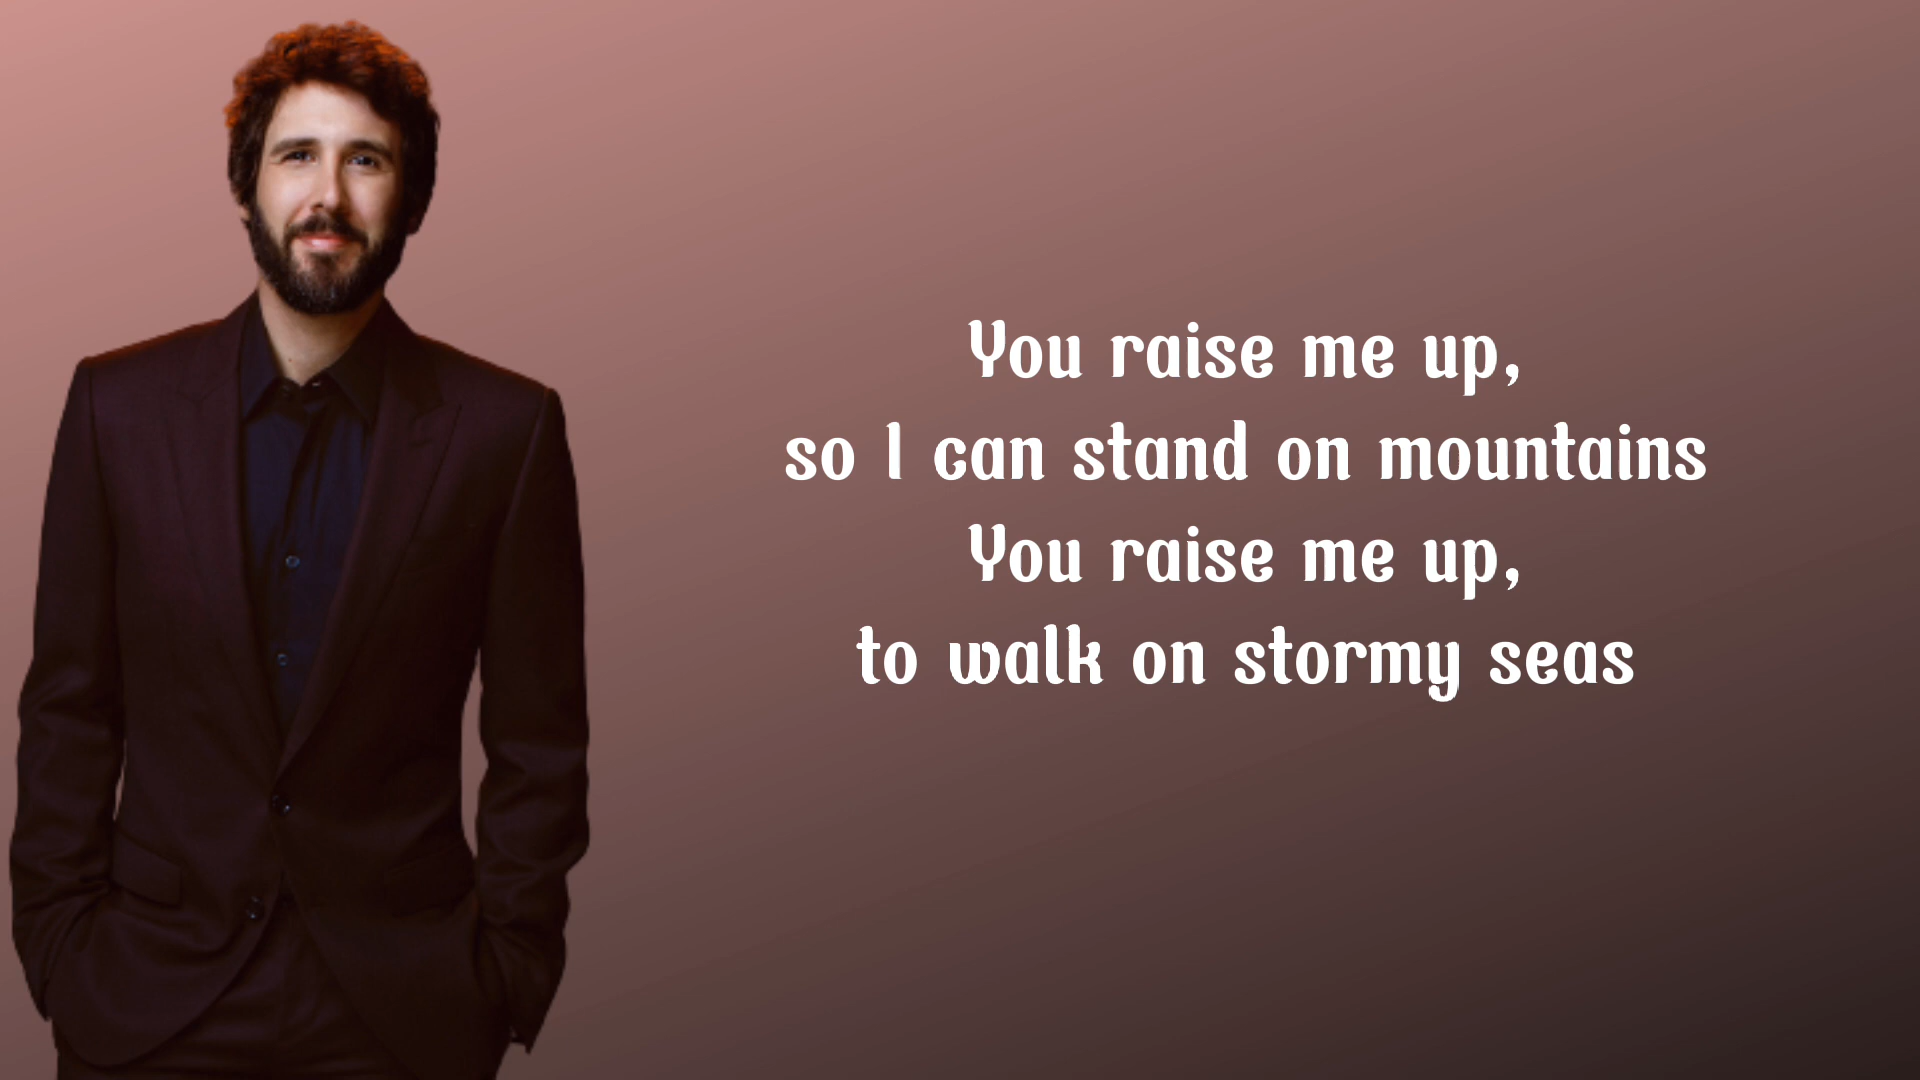 You raise me up,
so I can stand on mountains
You raise me up,
to walk on stormy seas